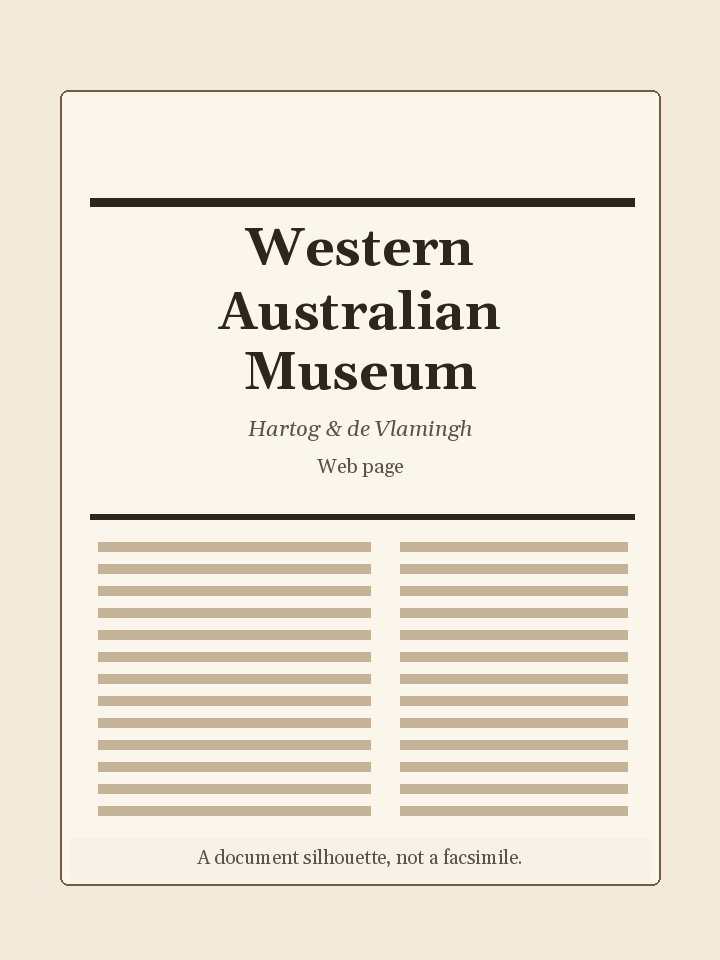 Western
Australian
Museum
Hartog & de Vlamingh
Web page
A document silhouette, not a facsimile.